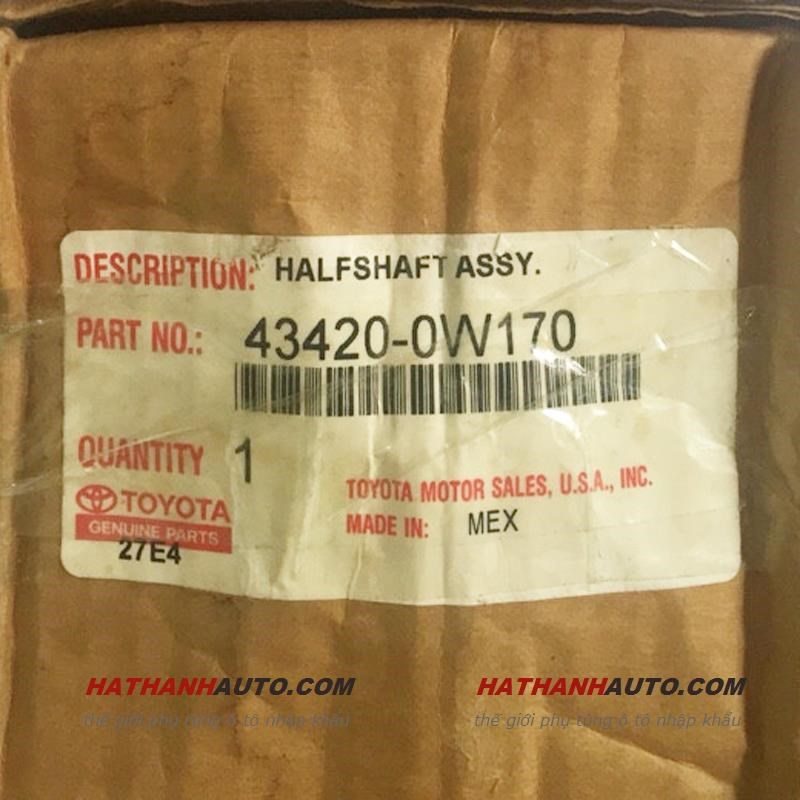 DESCRIPTION: HALFSHAFT ASSY.
PART NO.: 43420-0W170
QUANTITY 1
TOYOTA MOTOR SALES, U.S.A., INC.
TOYOTA
MADE IN: MEX
GENUINE PARTS
27E4
HATHANHAUTO.COM HATHANHAUTO.COM
thế giới phụ tùng ô tô nhập khẩu thế giới phụ tùng ô tô nhập khẩu